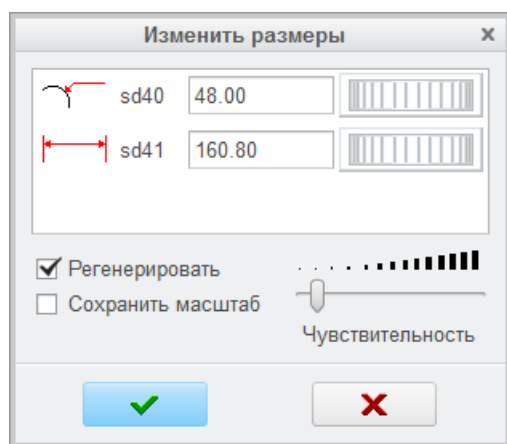 Изменить размеры
sd40 48.00
sd41 160.80
Регенерировать
Сохранить масштаб
Чувствительность